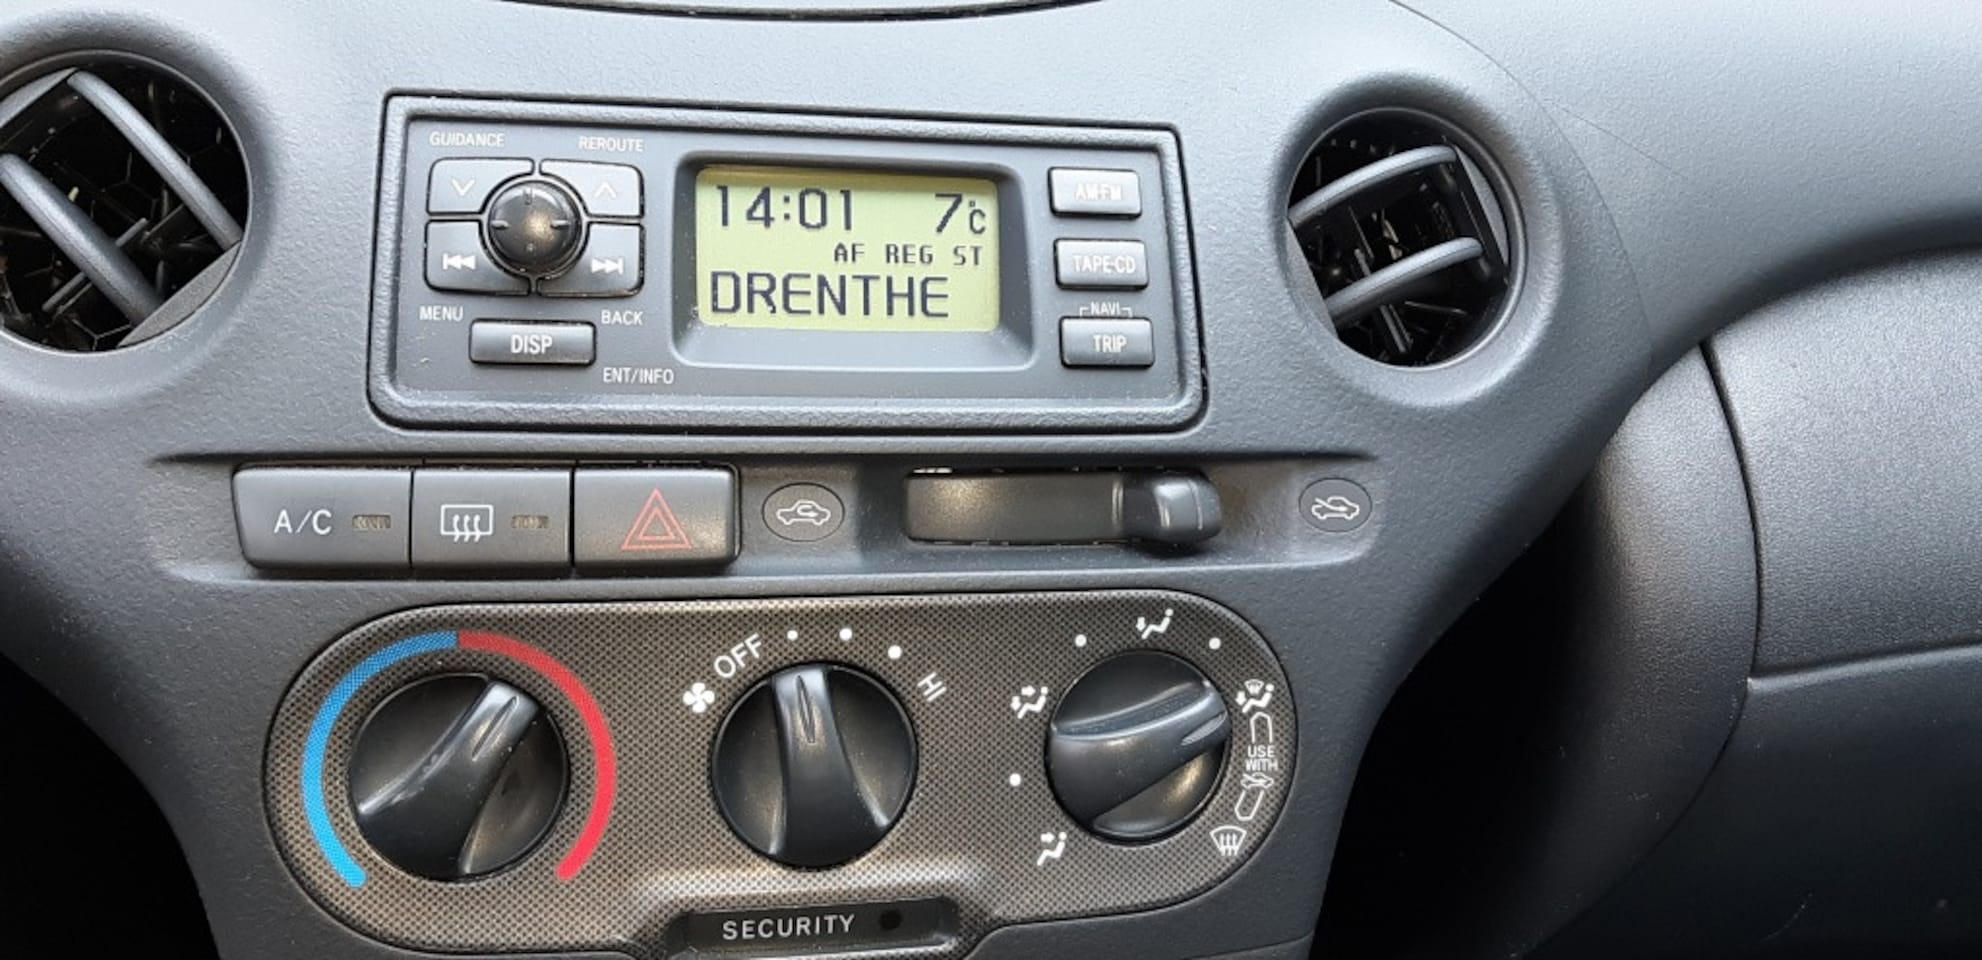 GUIDANCE REROUTE
14:01 7°C
AM·FM
AF REG ST
TAPE·CD
DRENTHE
MENU BACK
NAVI
DISP
TRIP
ENT/INFO
A/C
OFF
HI
USE
WITH
SECURITY